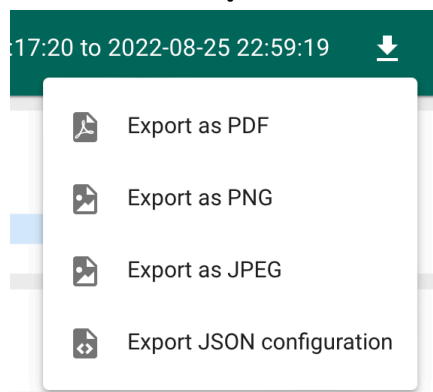 :17:20 to 2022-08-25 22:59:19
Export as PDF
Export as PNG
Export as JPEG
Export JSON configuration